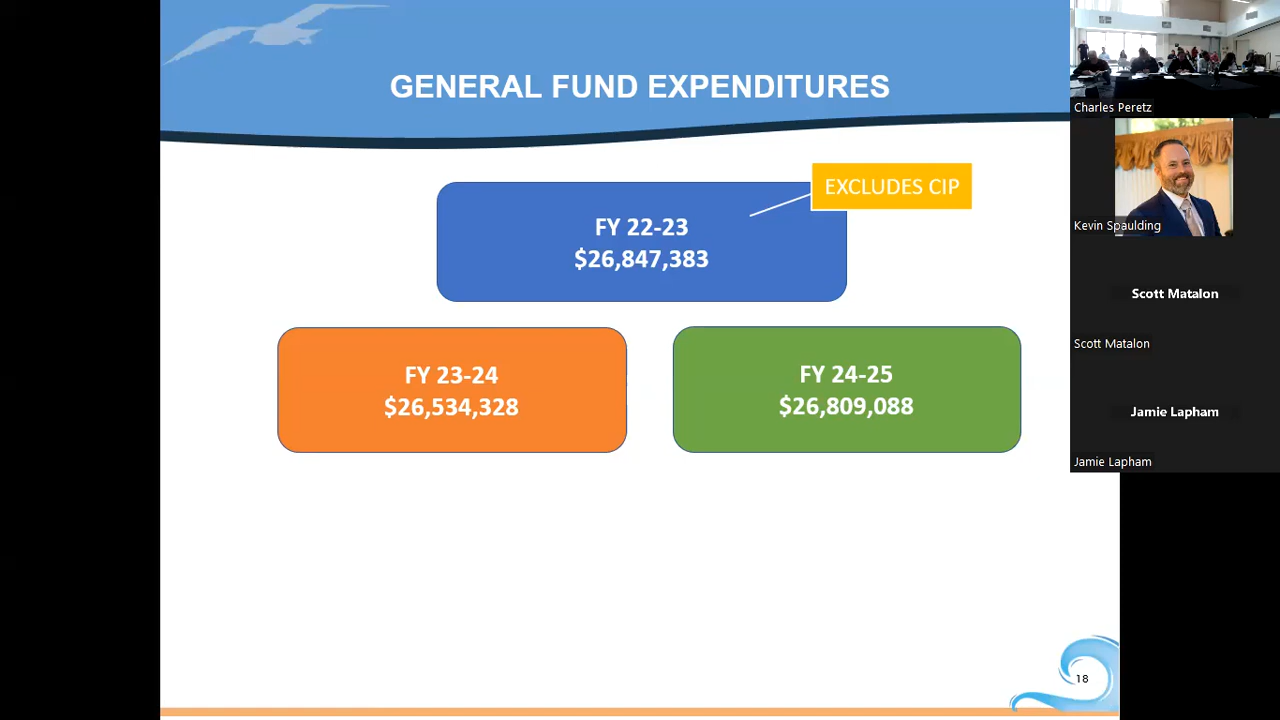 GENERAL FUND EXPENDITURES
EXCLUDES CIP
FY 22-23
$26,847,383
FY 23-24
$26,534,328
FY 24-25
$26,809,088
18
Charles Peretz
Kevin Spaulding
Scott Matalon
Scott Matalon
Jamie Lapham
Jamie Lapham